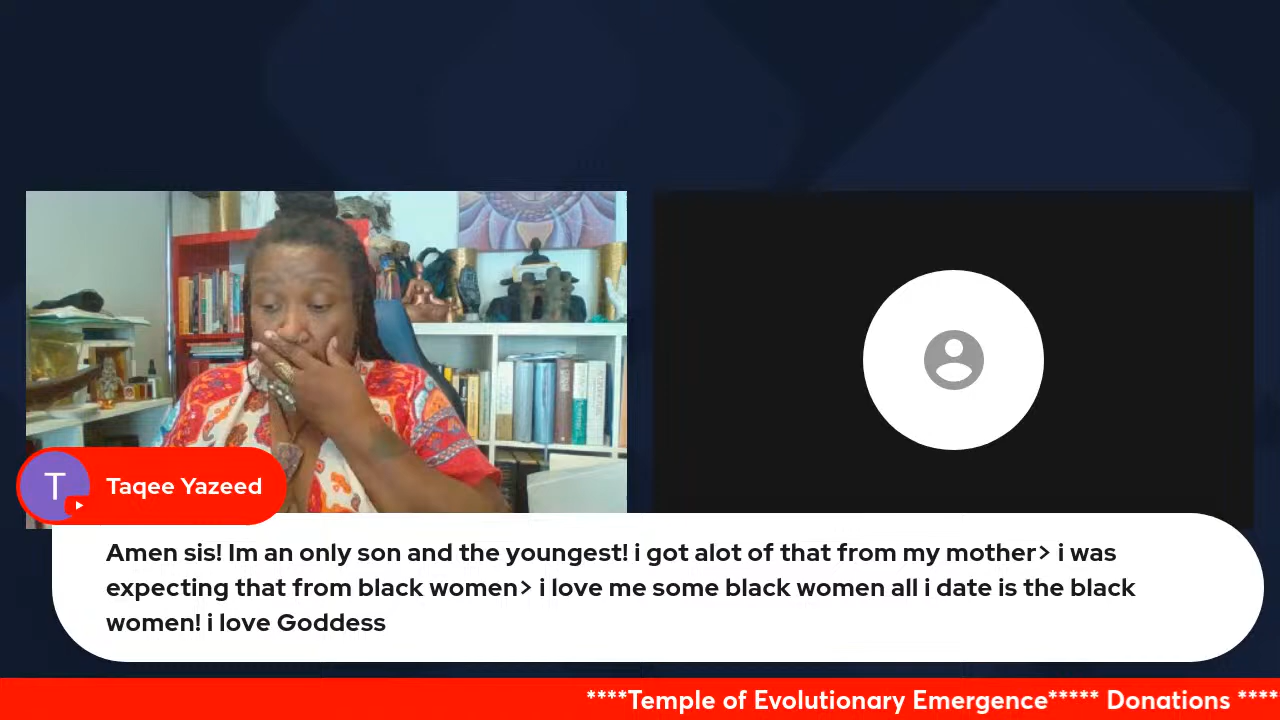 T
Taqee Yazeed
Amen sis! Im an only son and the youngest! i got alot of that from my mother> i was
expecting that from black women> i love me some black women all i date is the black
women! i love Goddess
****Temple of Evolutionary Emergence***** Donations ****